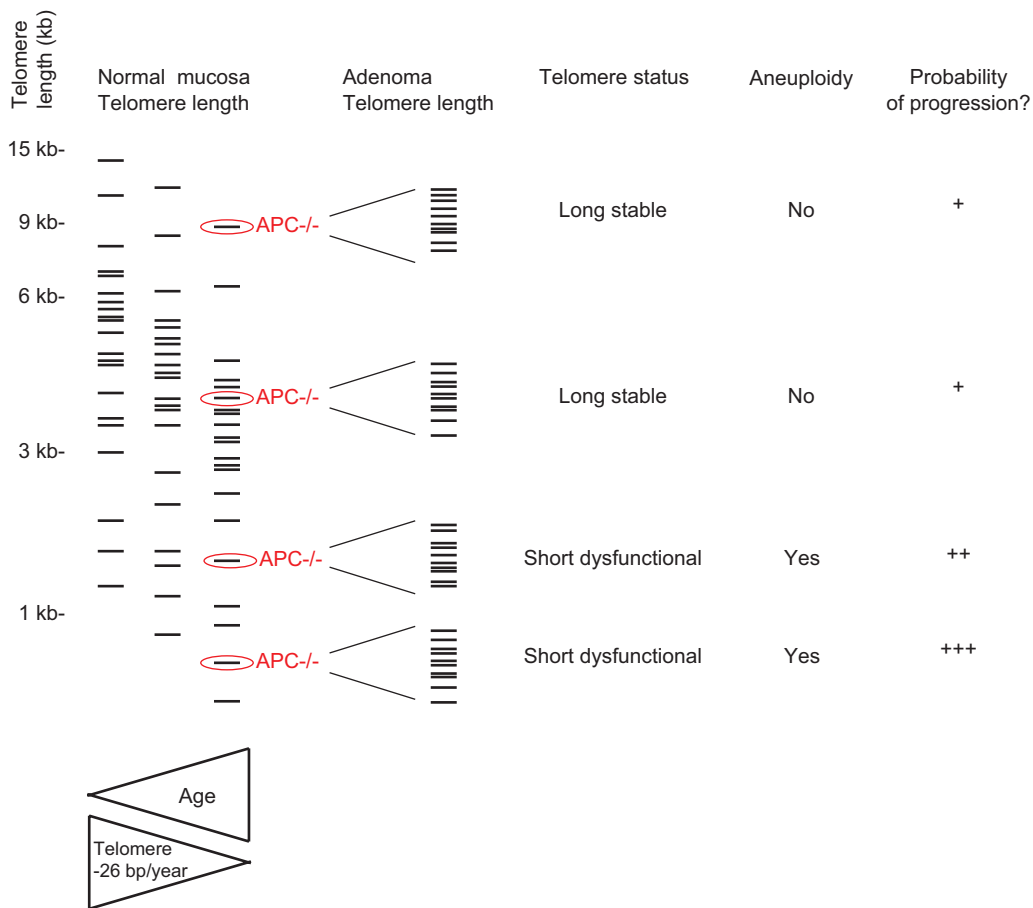 Telomere
length (kb)
Normal mucosa
Telomere length
Adenoma
Telomere length
Telomere status
Aneuploidy
Probability
of progression?
15 kb-
9 kb-
APC-/-
Long stable
No
+
6 kb-
APC-/-
Long stable
No
+
3 kb-
APC-/-
Short dysfunctional
Yes
++
1 kb-
APC-/-
Short dysfunctional
Yes
+++
Age
Telomere
-26 bp/year